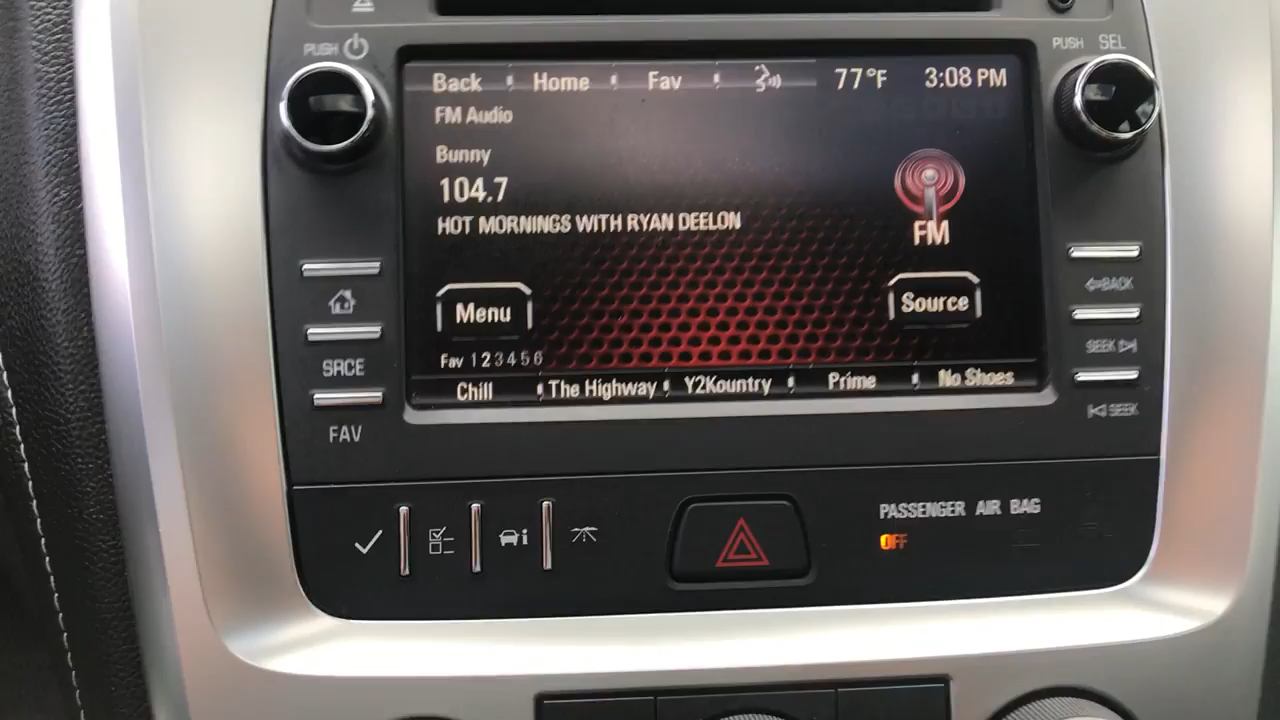 PUSH
PUSH SEL
Back Home Fav 77°F 3:08 PM
FM Audio
Bunny
104.7
HOT MORNINGS WITH RYAN DEELON
FM
Menu
Source
Fav 1 2 3 4 5 6
Chill The Highway Y2Kountry Prime No Shoes
SRCE
FAV
BACK
SEEK
SEEK
PASSENGER AIR BAG
OFF